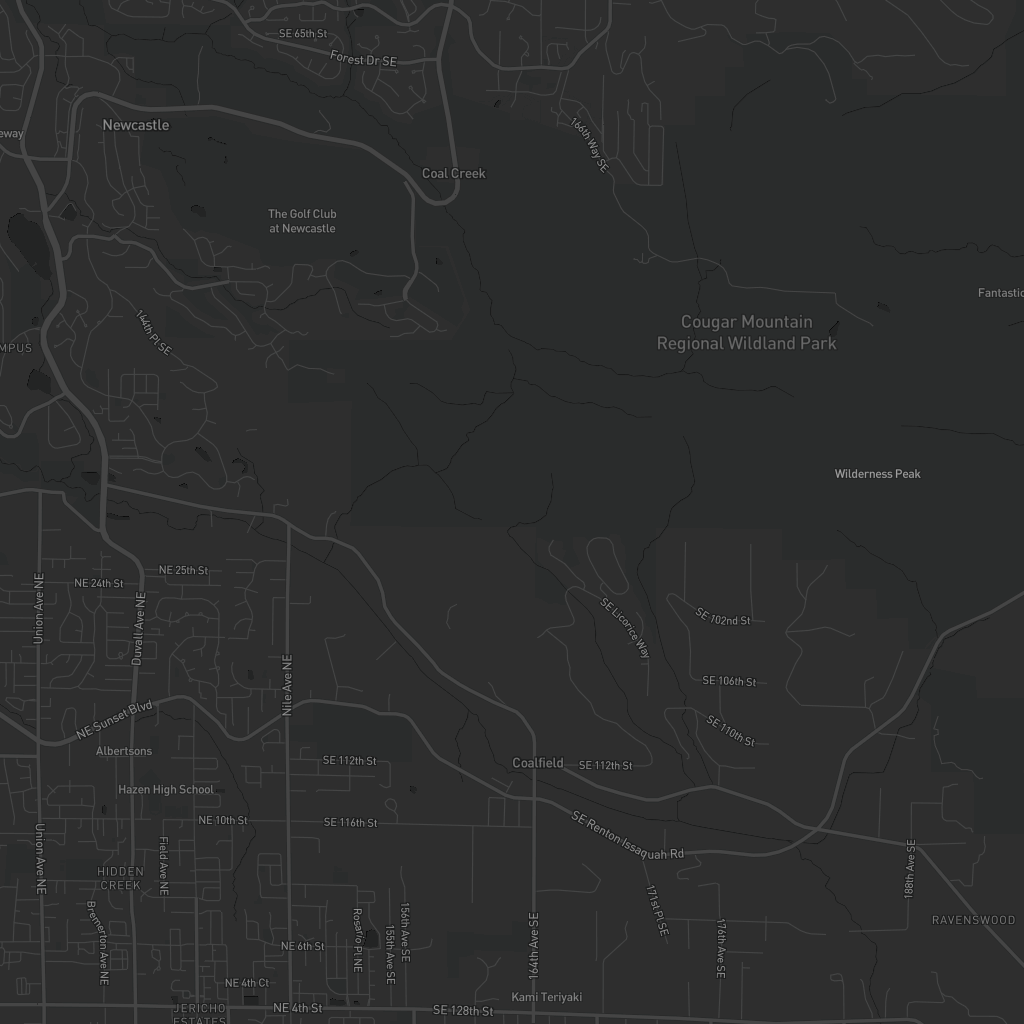 SE 65th St
Forest Dr SE
Newcastle
eway
166th Way SE
Coal Creek
The Golf Club
at Newcastle
Fantastic
Cougar Mountain
Regional Wildland Park
144th Pl SE
MPUS
Wilderness Peak
NE 25th St
NE 24th St
Union Ave NE
Duvall Ave NE
SE Licorice Way
SE 102nd St
Nile Ave NE
SE 106th St
NE Sunset Blvd
SE 110th St
Albertsons
SE 112th St
Coalfield
SE 112th St
Hazen High School
NE 10th St
SE 116th St
SE Renton Issaquah Rd
Union Ave NE
Field Ave NE
HIDDEN
CREEK
188th Ave SE
171st Pl SE
Bremerton Ave NE
Rosario Pl NE
156th Ave SE
155th Ave SE
RAVENSWOOD
164th Ave SE
176th Ave SE
NE 6th St
NE 4th Ct
Kami Teriyaki
JERICHO
ESTATES
NE 4th St
SE 128th St